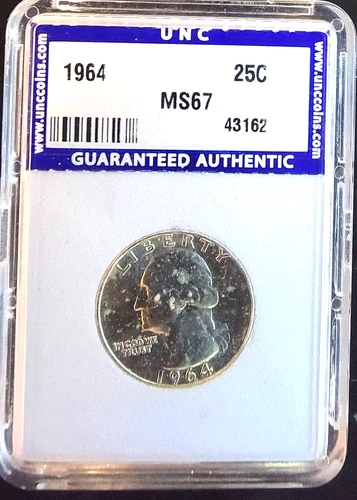 UNC
www.unccoins.com
www.unccoins.com
1964
25C
MS67
43162
GUARANTEED AUTHENTIC
LIBERTY
IN GOD WE
TRUST
1964